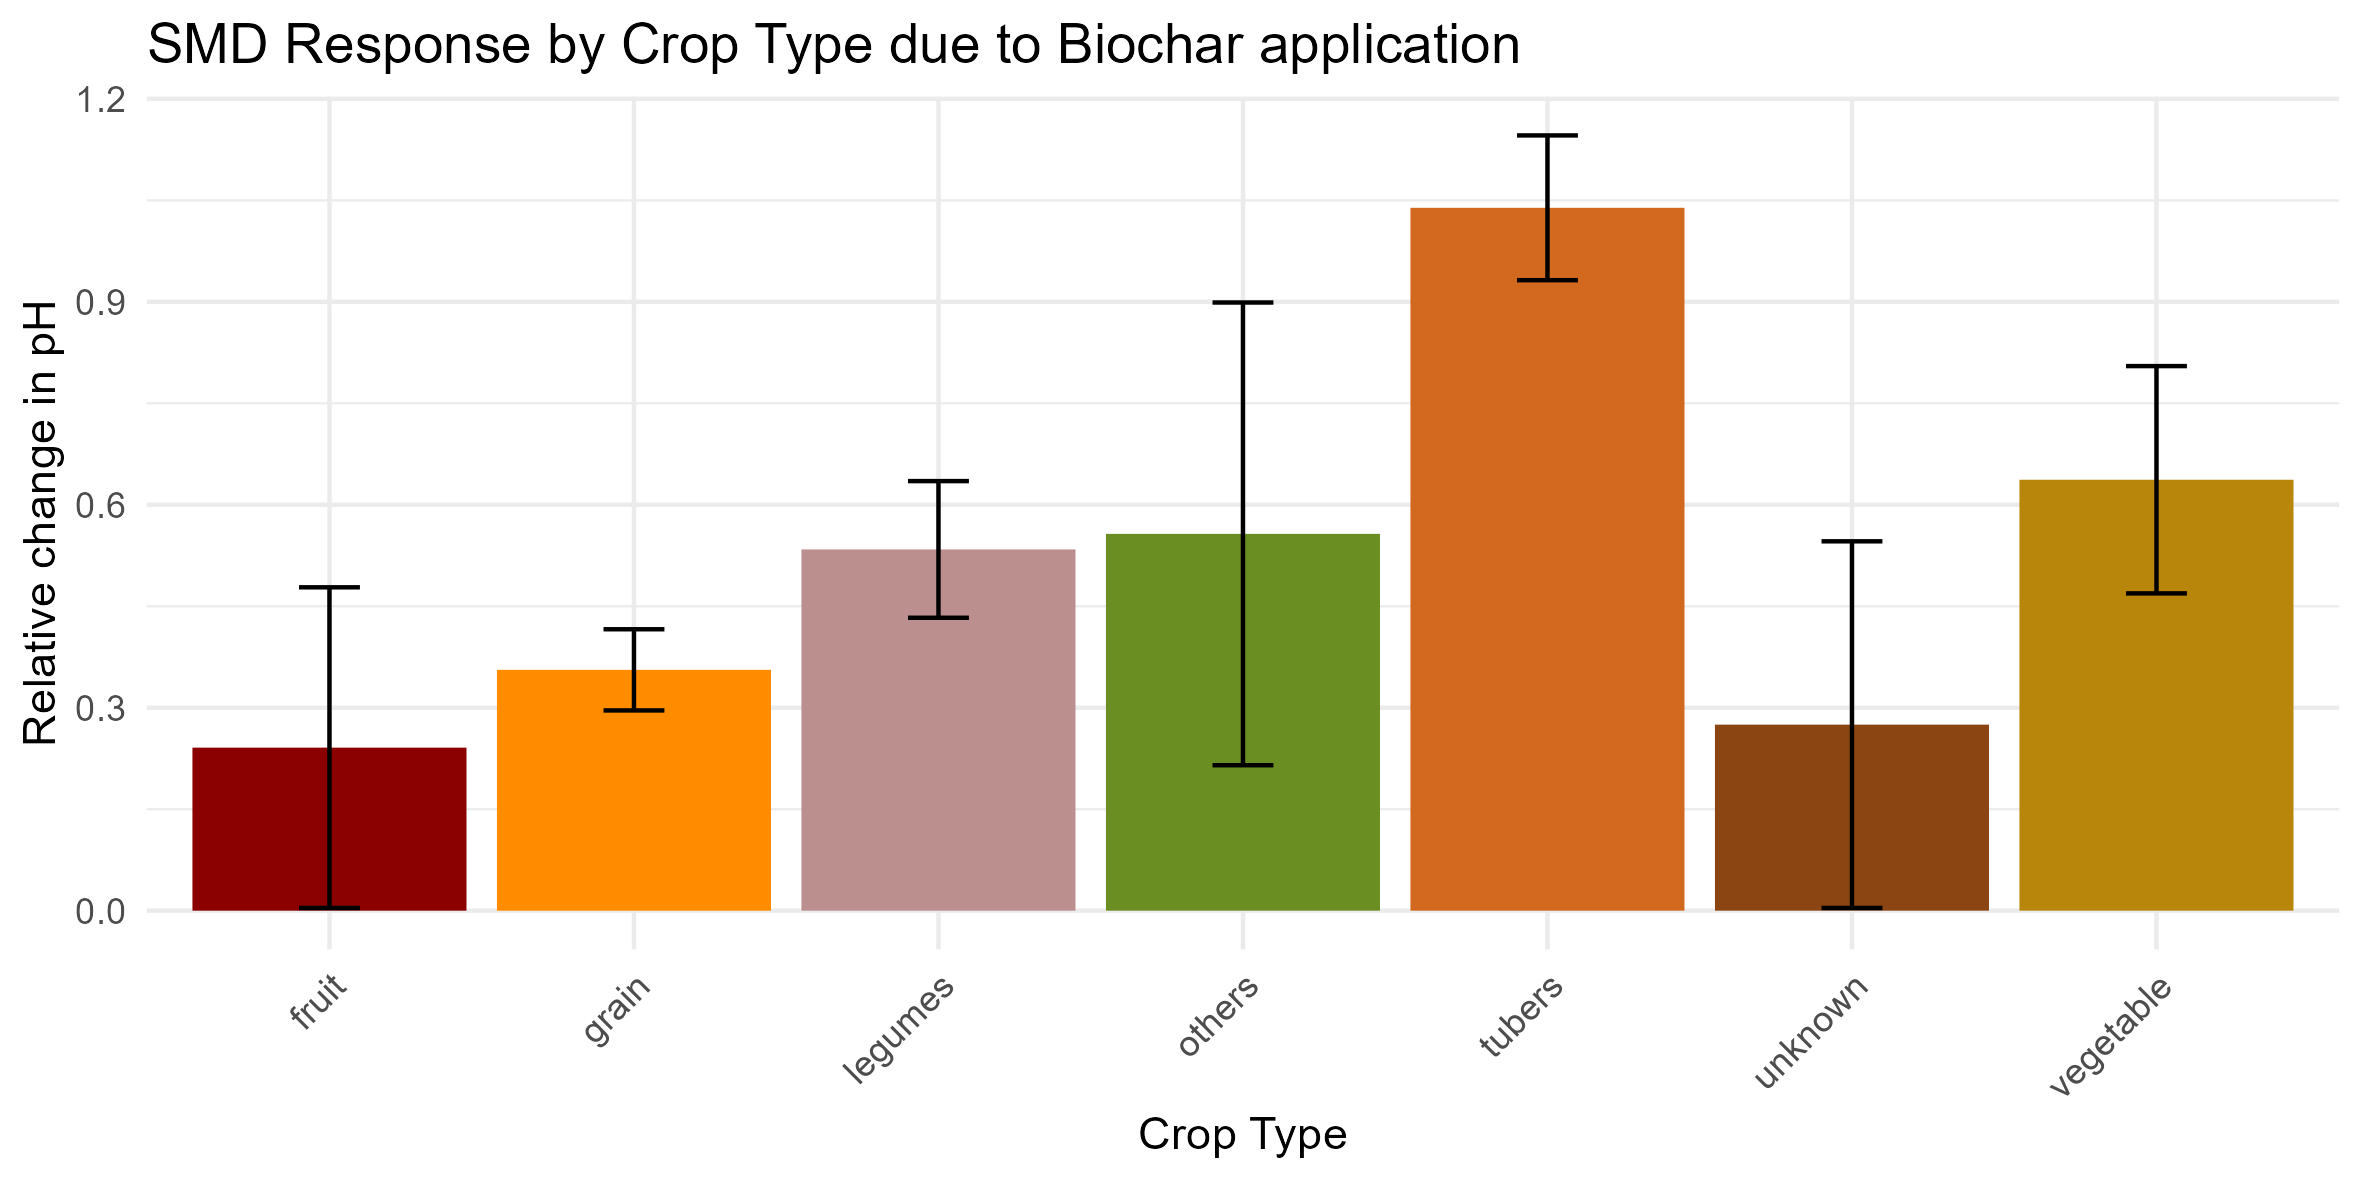 SMD Response by Crop Type due to Biochar application
Relative change in pH
1.2
0.9
0.6
0.3
0.0
fruit
grain
legumes
others
tubers
unknown
vegetable
Crop Type